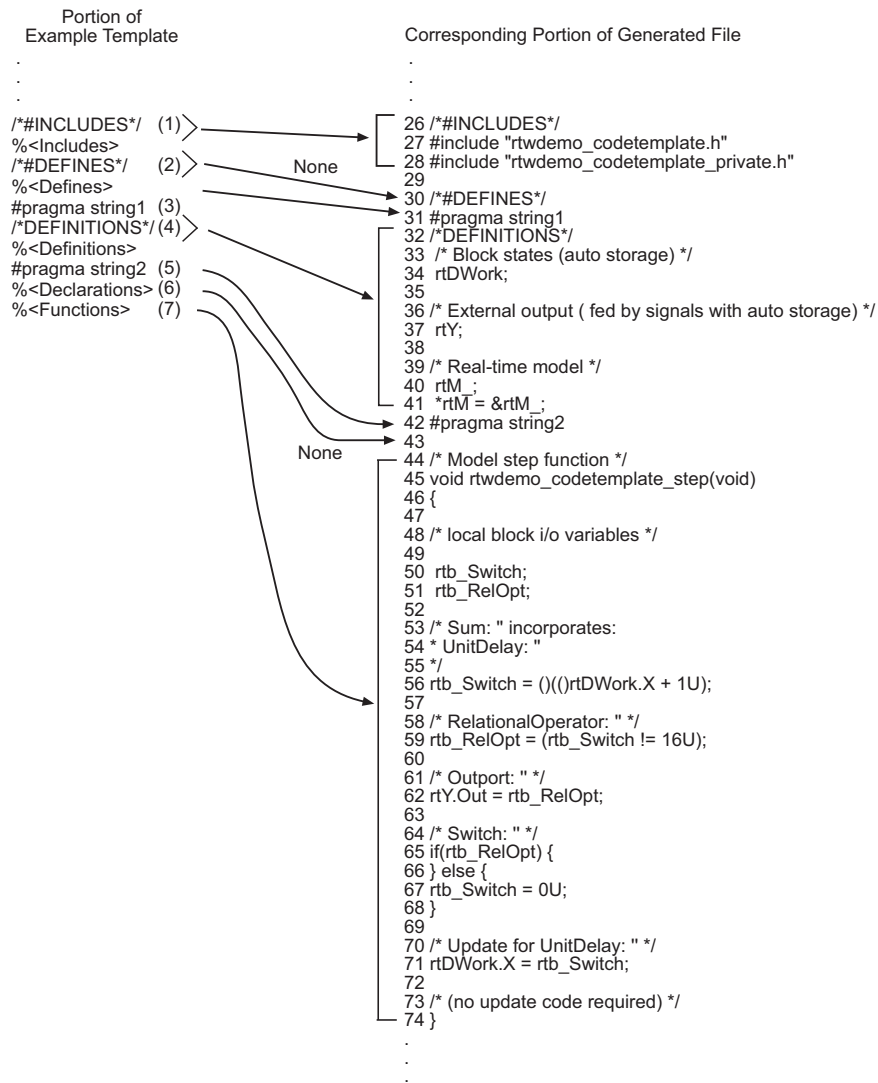 Portion of
Example Template
.
.
.
/*#INCLUDES*/ (1)
%<Includes>
/*#DEFINES*/ (2)
%<Defines>
#pragma string1 (3)
/*DEFINITIONS*/ (4)
%<Definitions>
#pragma string2 (5)
%<Declarations> (6)
%<Functions> (7)
None
None
Corresponding Portion of Generated File
.
.
.
26 /*#INCLUDES*/
27 #include "rtwdemo_codetemplate.h"
28 #include "rtwdemo_codetemplate_private.h"
29
30 /*#DEFINES*/
31 #pragma string1
32 /*DEFINITIONS*/
33 /* Block states (auto storage) */
34 rtDWork;
35
36 /* External output ( fed by signals with auto storage) */
37 rtY;
38
39 /* Real-time model */
40 rtM_;
41 *rtM = &rtM_;
42 #pragma string2
43
44 /* Model step function */
45 void rtwdemo_codetemplate_step(void)
46 {
47
48 /* local block i/o variables */
49
50 rtb_Switch;
51 rtb_RelOpt;
52
53 /* Sum: '' incorporates:
54 * UnitDelay: ''
55 */
56 rtb_Switch = ()(()rtDWork.X + 1U);
57
58 /* RelationalOperator: '' */
59 rtb_RelOpt = (rtb_Switch != 16U);
60
61 /* Outport: '' */
62 rtY.Out = rtb_RelOpt;
63
64 /* Switch: '' */
65 if(rtb_RelOpt) {
66 } else {
67 rtb_Switch = 0U;
68 }
69
70 /* Update for UnitDelay: '' */
71 rtDWork.X = rtb_Switch;
72
73 /* (no update code required) */
74 }
.
.
.